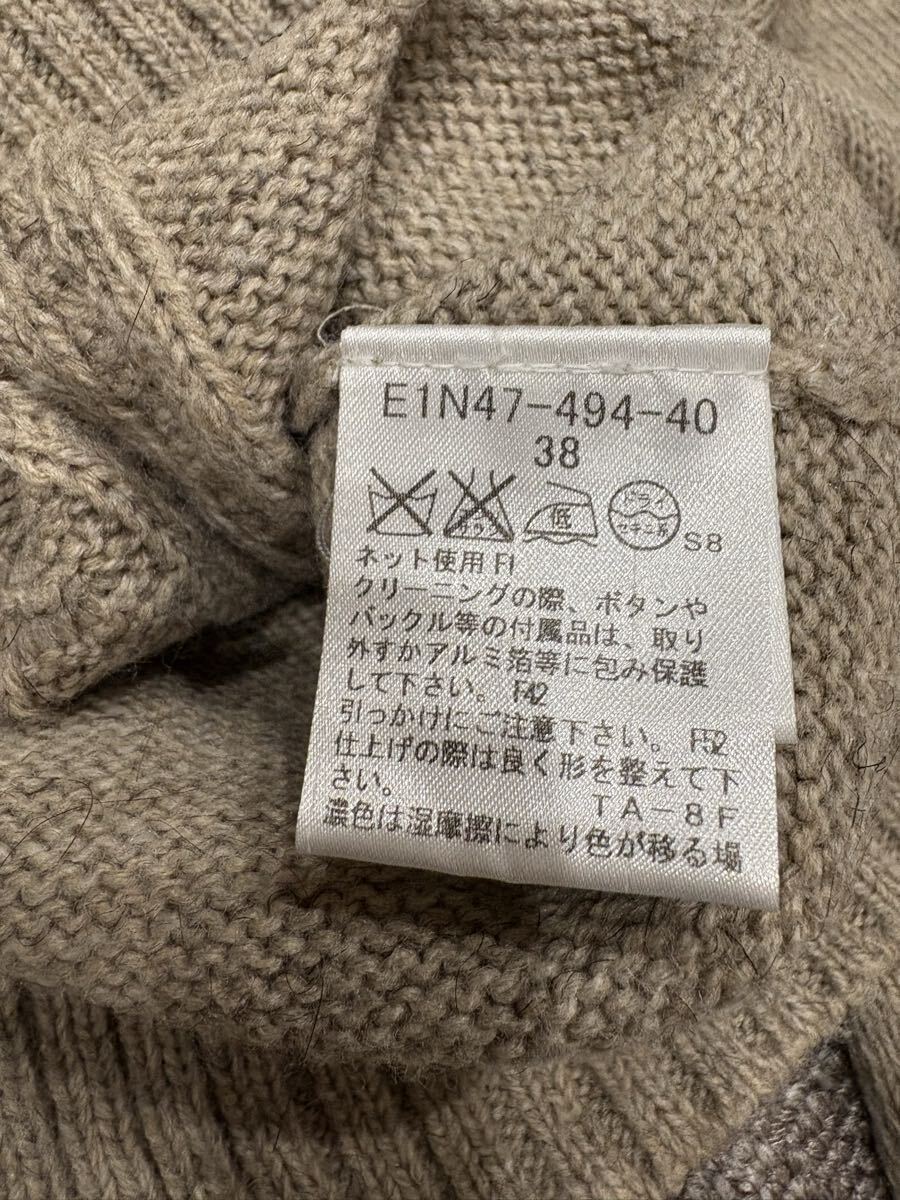 E1N47-494-40
38
低
ドライ
セキユ系
S8
ネット使用 F1
クリーニングの際、ボタンや
バックル等の付属品は、取り
外すかアルミ箔等に包み保護
して下さい。 F42
引っかけにご注意下さい。 F52
仕上げの際は良く形を整えて下
さい。 TA-8F
濃色は湿摩擦により色が移る場